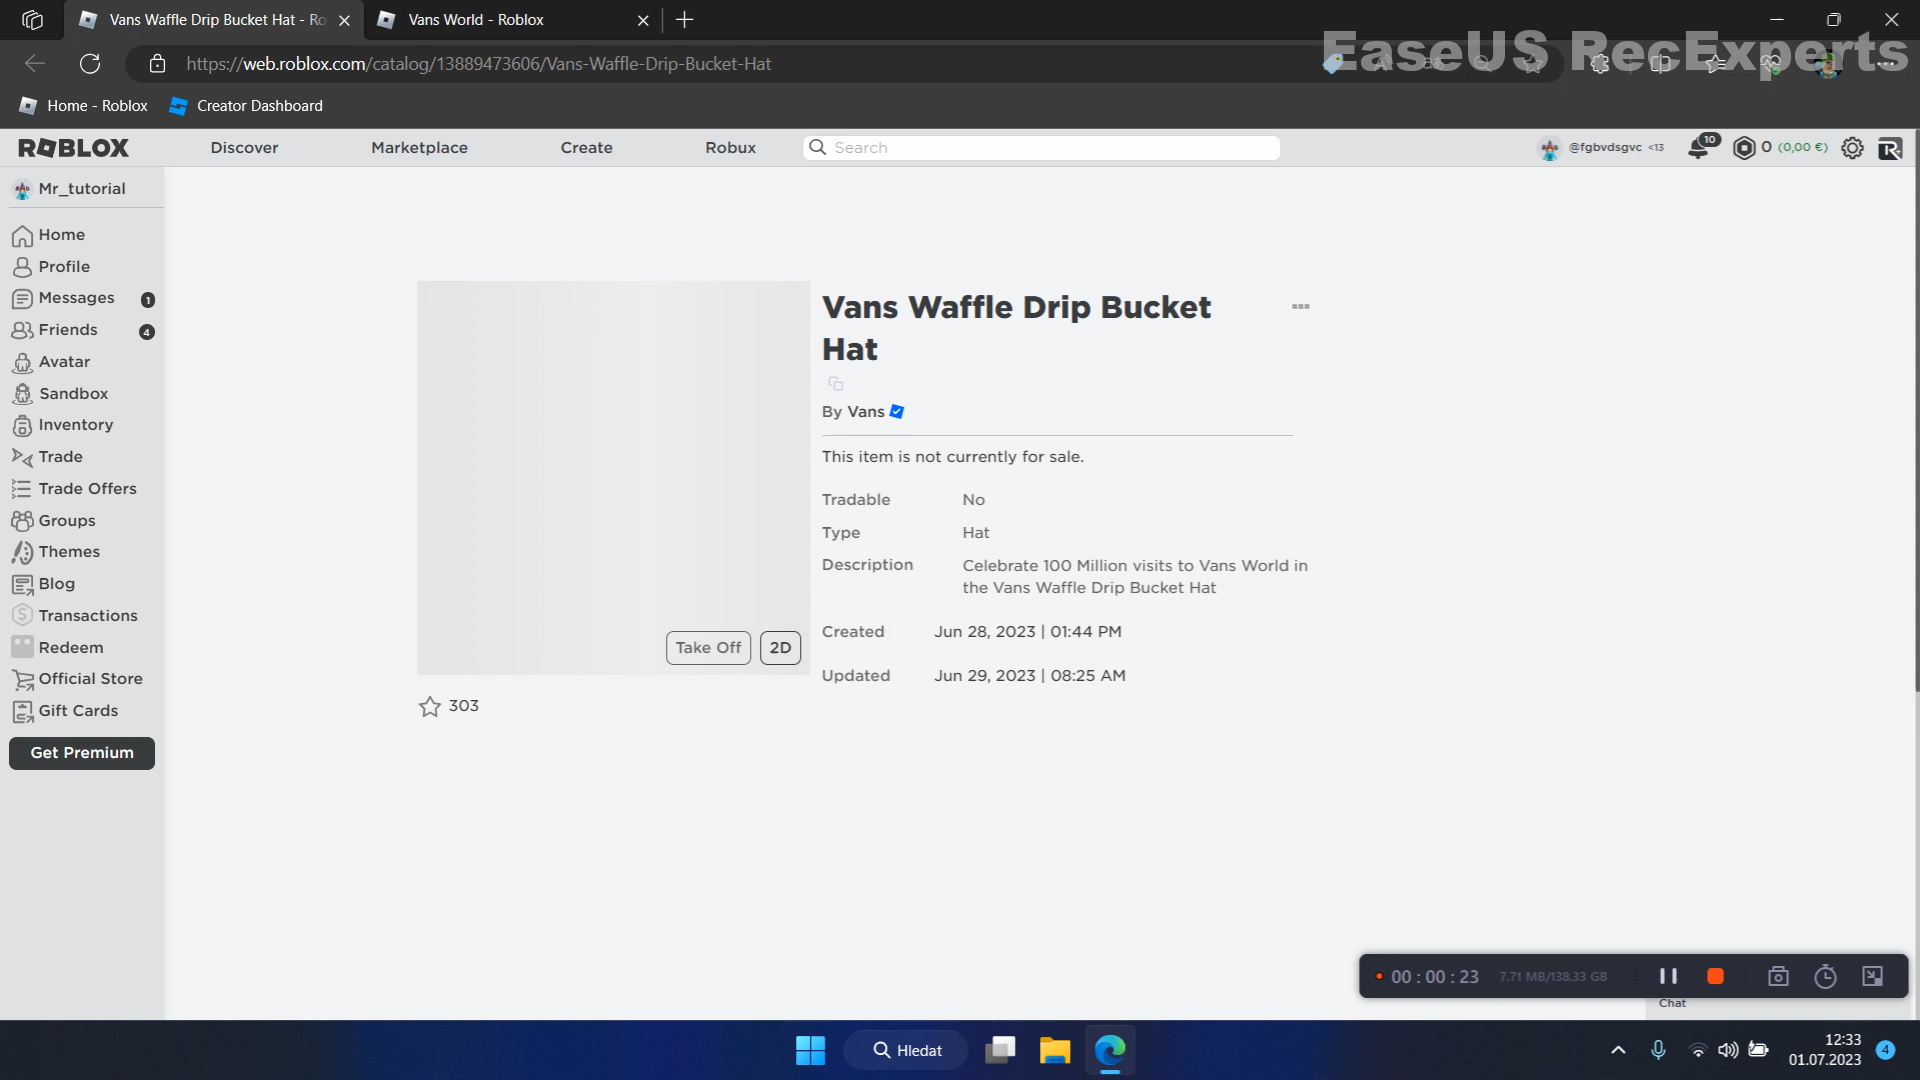 Vans Waffle Drip Bucket Hat - Ro
Vans World - Roblox
https://web.roblox.com/catalog/13889473606/Vans-Waffle-Drip-Bucket-Hat
EaseUS RecExperts
Home - Roblox
Creator Dashboard
ROBLOX
Discover
Marketplace
Create
Robux
Search
@fgbvdsgvc <13
10
0 (0,00 €)
Mr_tutorial
Home
Profile
Messages 1
Friends 4
Avatar
Sandbox
Inventory
Trade
Trade Offers
Groups
Themes
Blog
Transactions
Redeem
Official Store
Gift Cards
Get Premium
Take Off
2D
303
Vans Waffle Drip Bucket
Hat
By Vans
This item is not currently for sale.
Tradable No
Type Hat
Description Celebrate 100 Million visits to Vans World in
the Vans Waffle Drip Bucket Hat
Created Jun 28, 2023 | 01:44 PM
Updated Jun 29, 2023 | 08:25 AM
00 : 00 : 23 7.71 MB/138.33 GB
Chat
Hledat
12:33
01.07.2023
4